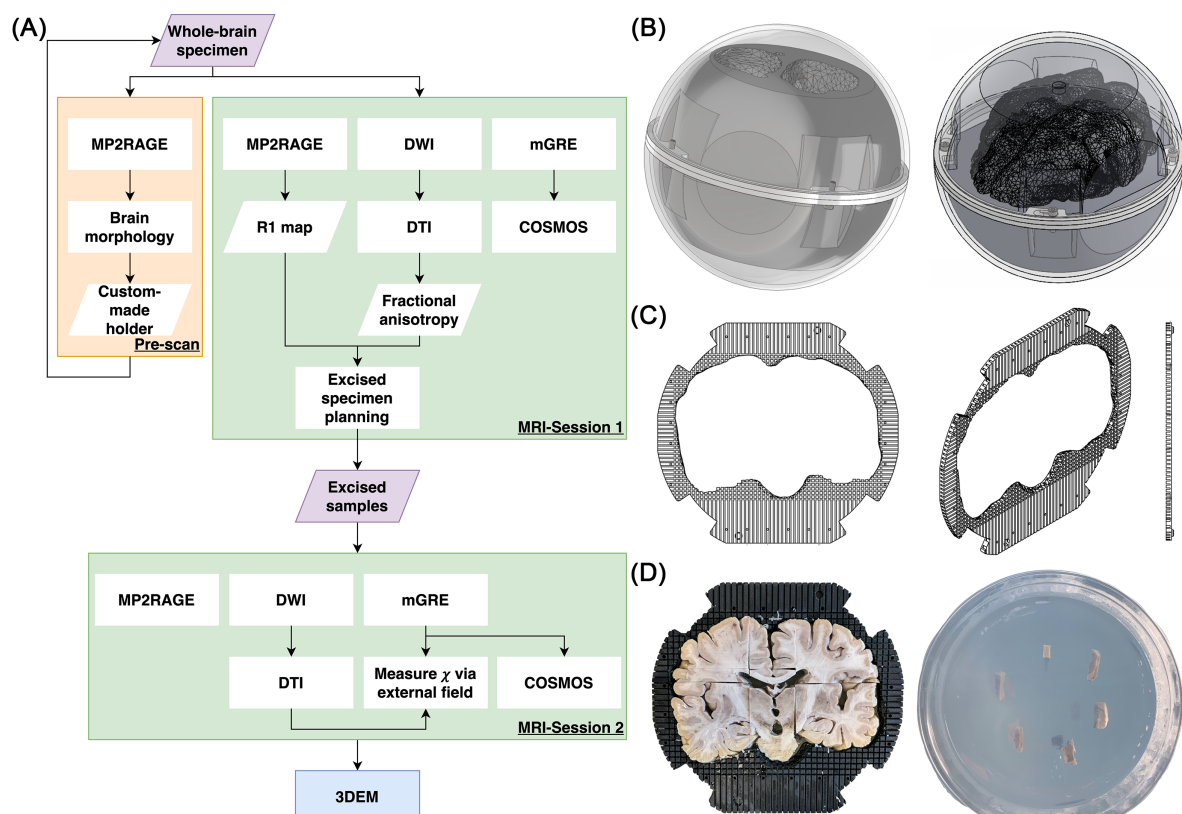 (A)
Whole-brain
specimen
MP2RAGE
Brain
morphology
Custom-
made
holder
Pre-scan
MP2RAGE
DWI
mGRE
R1 map
DTI
COSMOS
Fractional
anisotropy
Excised
specimen
planning
MRI-Session 1
Excised
samples
MP2RAGE
DWI
mGRE
DTI
Measure χ via
external field
COSMOS
MRI-Session 2
3DEM
(B)
(C)
(D)